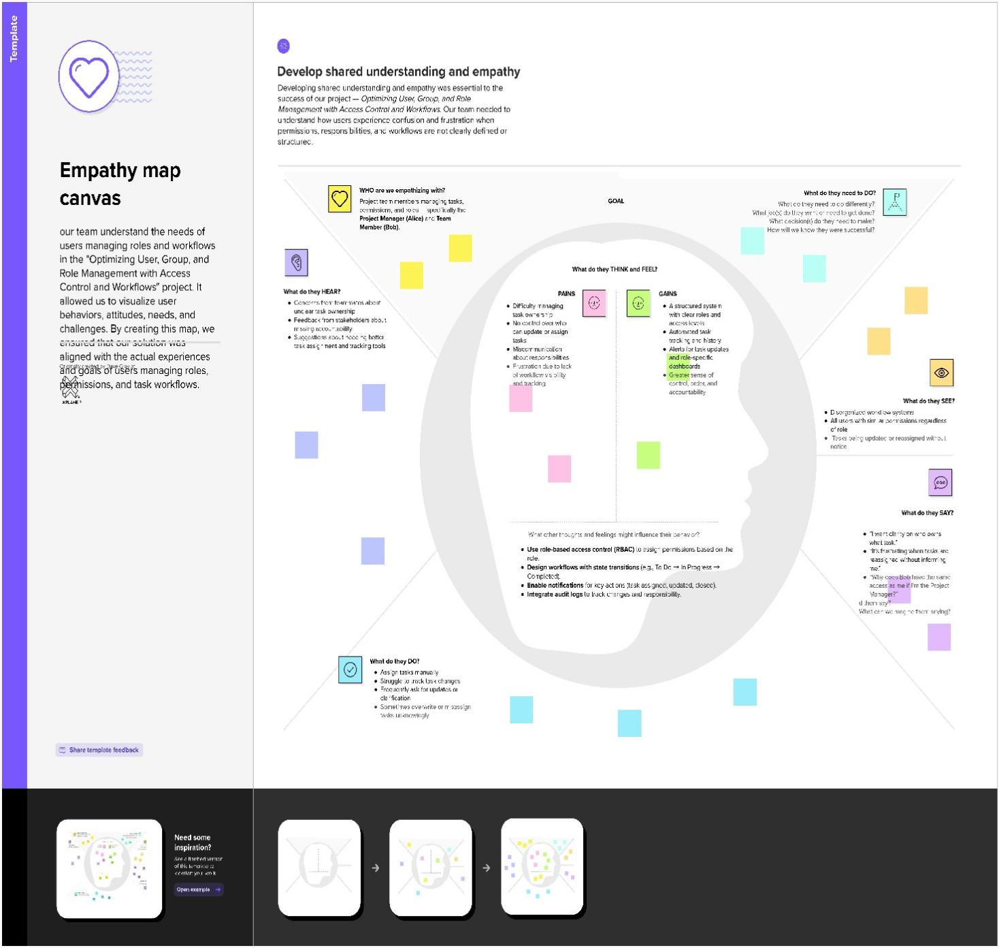 Template
Empathy map
canvas
our team understand the needs of
users managing roles and workflows
in the "Optimizing User, Group, and
Role Management with Access
Control and Workflows" project. It
allowed us to visualize user
behaviors, attitudes, needs, and
challenges. By creating this map, we
ensured that our solution was
aligned with the actual experiences
Originally created by Dave Gray at
and goals of users managing roles,
permissions, and task workflows.
XPLANE
Share template feedback
Develop shared understanding and empathy
Developing shared understanding and empathy was essential to the
success of our project — Optimizing User, Group, and Role
Management with Access Control and Workflows. Our team needed to
understand how users experience confusion and frustration when
permissions, responsibilities, and workflows are not clearly defined or
structured.
WHO are we empathizing with?
Project team members managing tasks,
permissions, and roles — specifically the
Project Manager (Alice) and Team
Member (Bob).
GOAL
What do they need to DO?
What do they need to do differently?
What job(s) do they want or need to get done?
What decision(s) do they need to make?
How will we know they were successful?
What do they HEAR?
Concerns from teammates about
unclear task ownership
Feedback from stakeholders about
missing accountability
Suggestions about needing better
task assignment and tracking tools
What do they THINK and FEEL?
PAINS
Difficulty managing
task ownership
No control over who
can update or assign
tasks
Miscommunication
about responsibilities
Frustration due to lack
of workflow visibility
and tracking
GAINS
A structured system
with clear roles and
access levels
Automated task
tracking and history
Alerts for task updates
and role-specific
dashboards
Greater sense of
control, order, and
accountability
What do they SEE?
Disorganized workflow systems
All users with similar permissions regardless
of role
Tasks being updated or reassigned without
notice
What do they SAY?
"I want clarity on who owns
what task."
"It's frustrating when tasks are
reassigned without informing
me."
"Why does Bob have the same
access as me if I'm the Project
Manager?"
d them say?
What can we imagine them saying?
What other thoughts and feelings might influence their behavior?
Use role-based access control (RBAC) to assign permissions based on the
role.
Design workflows with state transitions (e.g., To Do → In Progress →
Completed).
Enable notifications for key actions (task assigned, updated, closed).
Integrate audit logs to track changes and responsibility.
What do they DO?
Assign tasks manually
Struggle to track task changes
Frequently ask for updates or
clarification
Sometimes overwrite or misassign
tasks unknowingly
Need some
inspiration?
See a finished version
of this template to
kickstart your work.
Open example →